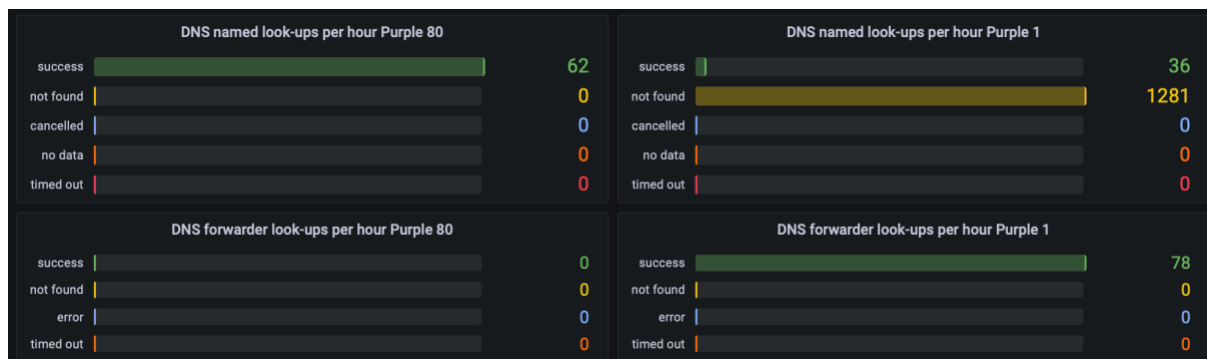 DNS named look-ups per hour Purple 80
success 62
not found 0
cancelled 0
no data 0
timed out 0
DNS named look-ups per hour Purple 1
success 36
not found 1281
cancelled 0
no data 0
timed out 0
DNS forwarder look-ups per hour Purple 80
success 0
not found 0
error 0
timed out 0
DNS forwarder look-ups per hour Purple 1
success 78
not found 0
error 0
timed out 0